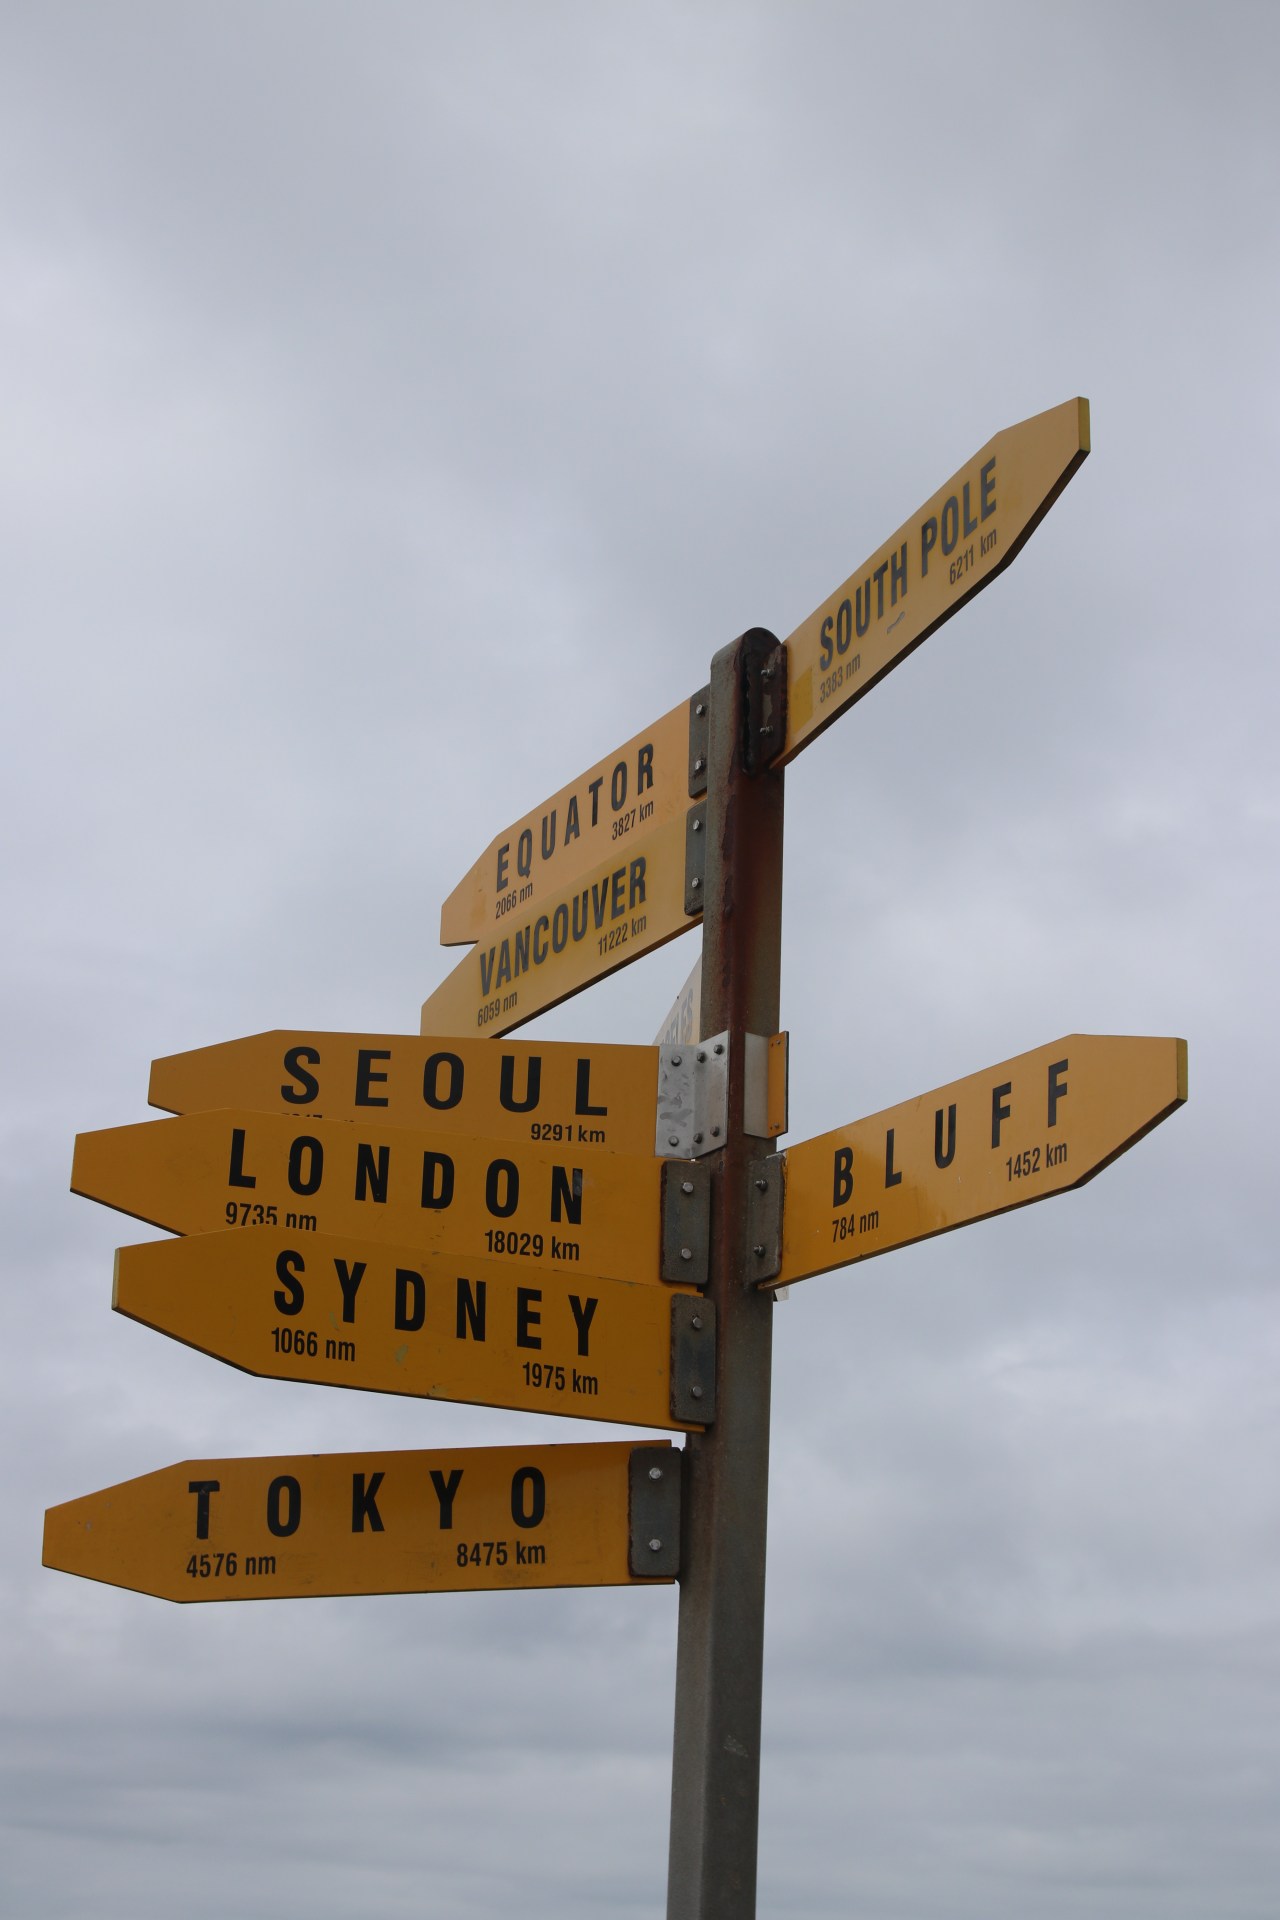 SOUTH POLE
3383 nm 6211 km
EQUATOR
2066 nm 3827 km
VANCOUVER
6059 nm 11222 km
SEOUL
9291 km
LONDON
9735 nm 18029 km
BLUFF
784 nm 1452 km
SYDNEY
1066 nm 1975 km
TOKYO
4576 nm 8475 km